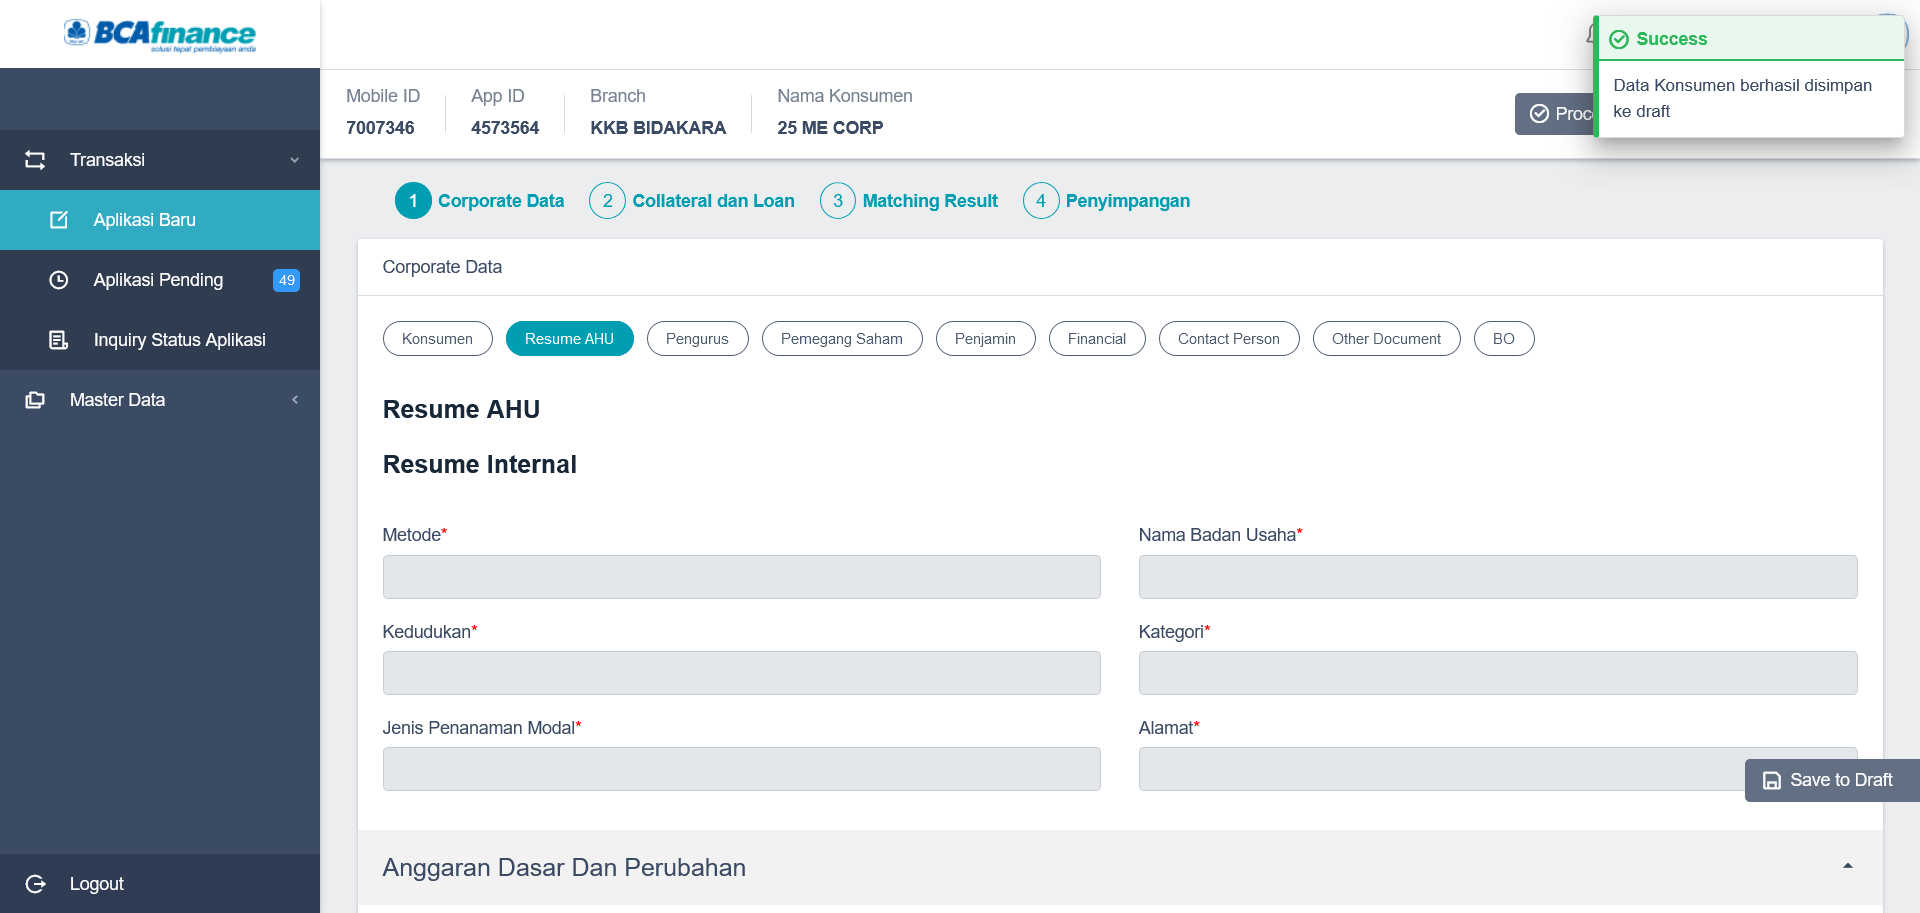 BCAfinance
solusi tepat pembiayaan anda
Mobile ID
7007346
App ID
4573564
Branch
KKB BIDAKARA
Nama Konsumen
25 ME CORP
Success
Data Konsumen berhasil disimpan
ke draft
Transaksi
Aplikasi Baru
Aplikasi Pending
49
Inquiry Status Aplikasi
Master Data
Logout
1 Corporate Data
2 Collateral dan Loan
3 Matching Result
4 Penyimpangan
Corporate Data
Konsumen
Resume AHU
Pengurus
Pemegang Saham
Penjamin
Financial
Contact Person
Other Document
BO
Resume AHU
Resume Internal
Metode*
Nama Badan Usaha*
Kedudukan*
Kategori*
Jenis Penanaman Modal*
Alamat*
Save to Draft
Anggaran Dasar Dan Perubahan